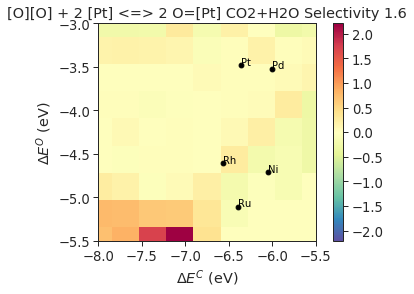 [O][O] + 2 [Pt] <=> 2 O=[Pt] CO2+H2O Selectivity 1.6
−3.0
−3.5
−4.0
−4.5
−5.0
−5.5
ΔE^O (eV)
Pt
Pd
Rh
Ni
Ru
−8.0 −7.5 −7.0 −6.5 −6.0 −5.5
ΔE^C (eV)
2.0
1.5
1.0
0.5
0.0
−0.5
−1.0
−1.5
−2.0